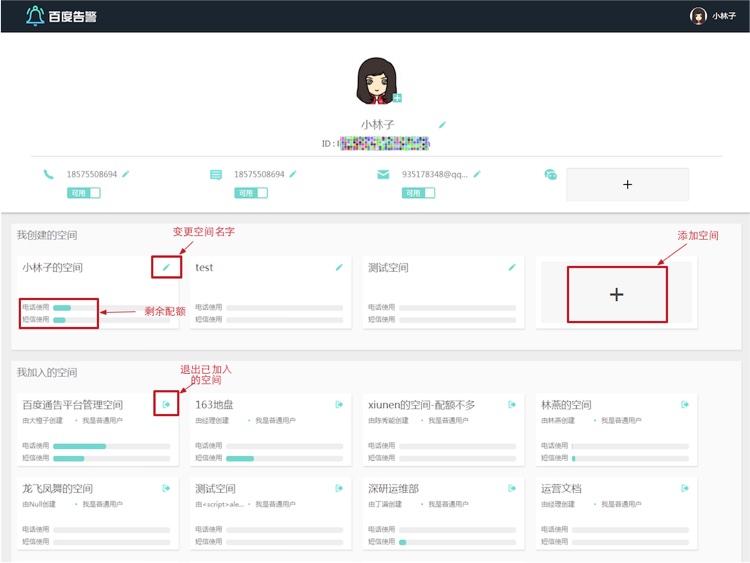 百度告警
小林子
小林子
ID :
18575508694
18575508694
935178348@qq...
+
可用
可用
可用
我创建的空间
变更空间名字
添加空间
小林子的空间
test
测试空间
+
电话使用
电话使用
电话使用
剩余配额
短信使用
短信使用
短信使用
我加入的空间
退出已加入
的空间
百度通告平台管理空间
163地盘
xiunen的空间-配额不多
林燕的空间
由大橙子创建 • 我是普通用户
由经理创建 • 我是普通用户
由陈秀能创建 • 我是普通用户
由林燕创建 • 我是普通用户
电话使用
电话使用
电话使用
电话使用
短信使用
短信使用
短信使用
短信使用
龙飞凤舞的空间
测试空间
深研运维部
运营文档
由Null创建 • 我是普通用户
由<script>ale... • 我是普通用户
由丁满创建 • 我是普通用户
由经理创建 • 我是普通用户
电话使用
电话使用
电话使用
电话使用
短信使用
短信使用
短信使用
短信使用